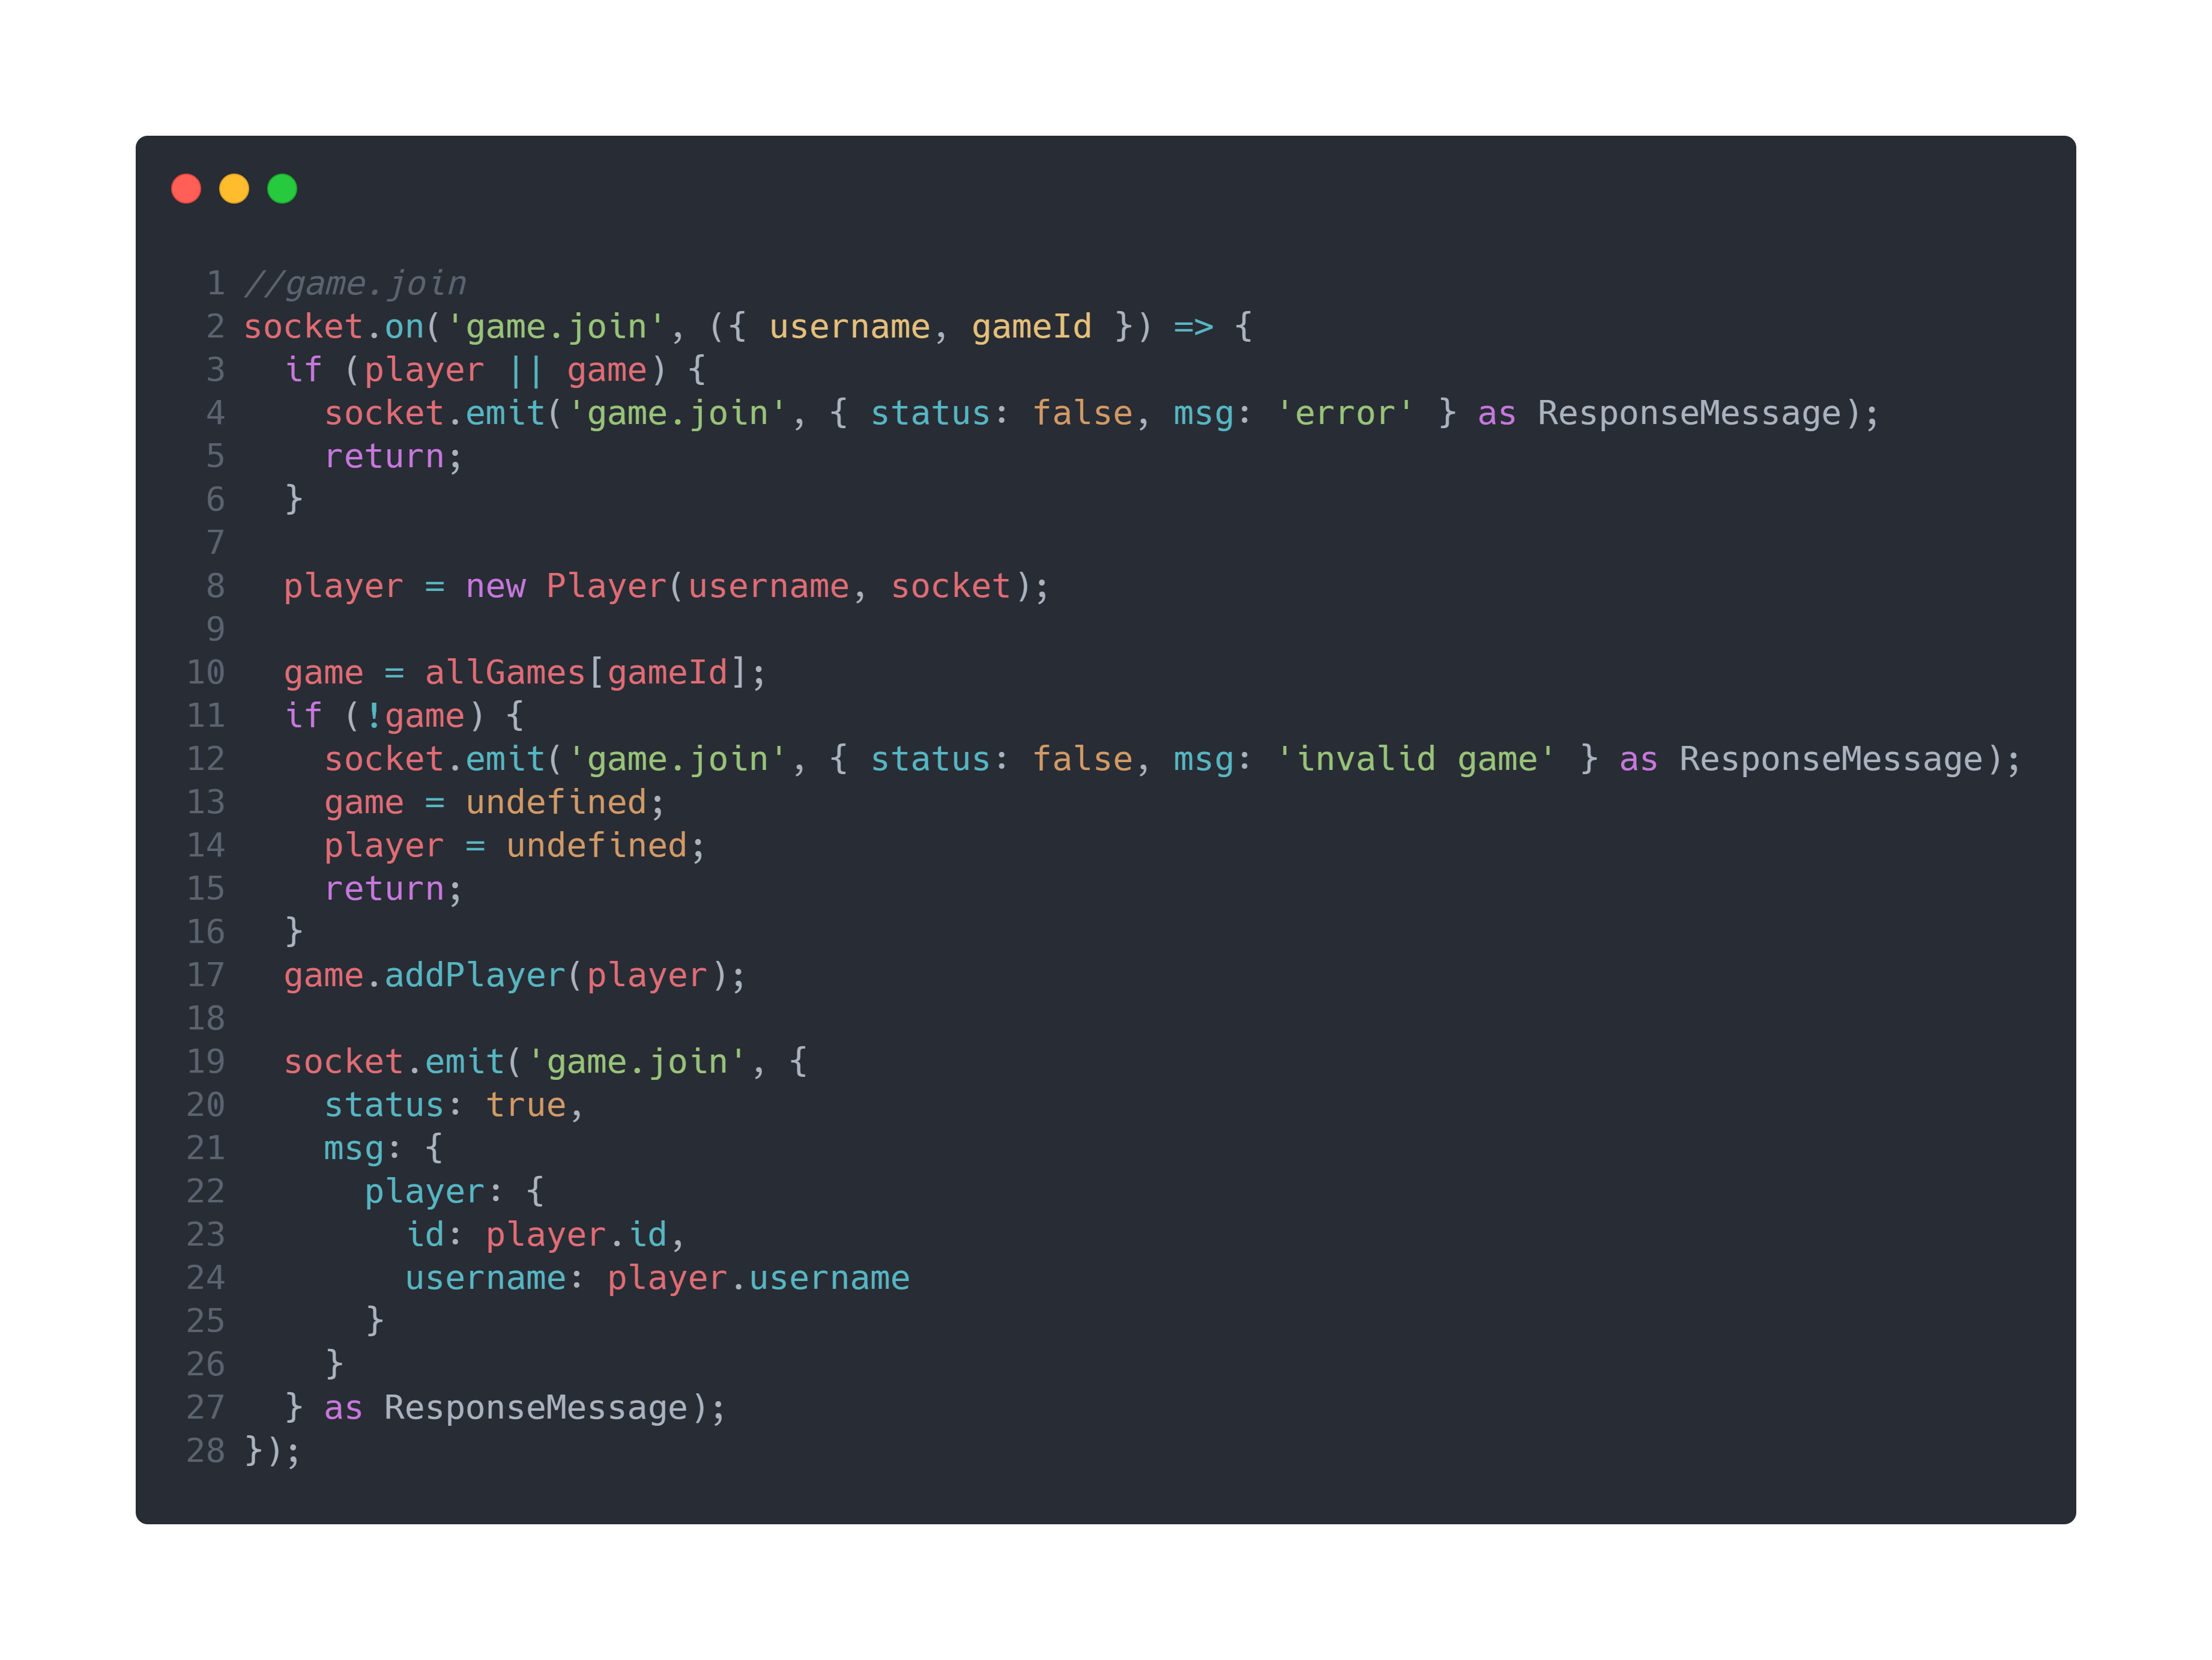 1 //game.join
2 socket.on('game.join', ({ username, gameId }) => {
3   if (player || game) {
4     socket.emit('game.join', { status: false, msg: 'error' } as ResponseMessage);
5     return;
6   }
7
8   player = new Player(username, socket);
9
10   game = allGames[gameId];
11   if (!game) {
12     socket.emit('game.join', { status: false, msg: 'invalid game' } as ResponseMessage);
13     game = undefined;
14     player = undefined;
15     return;
16   }
17   game.addPlayer(player);
18
19   socket.emit('game.join', {
20     status: true,
21     msg: {
22       player: {
23         id: player.id,
24         username: player.username
25       }
26     }
27   } as ResponseMessage);
28 });